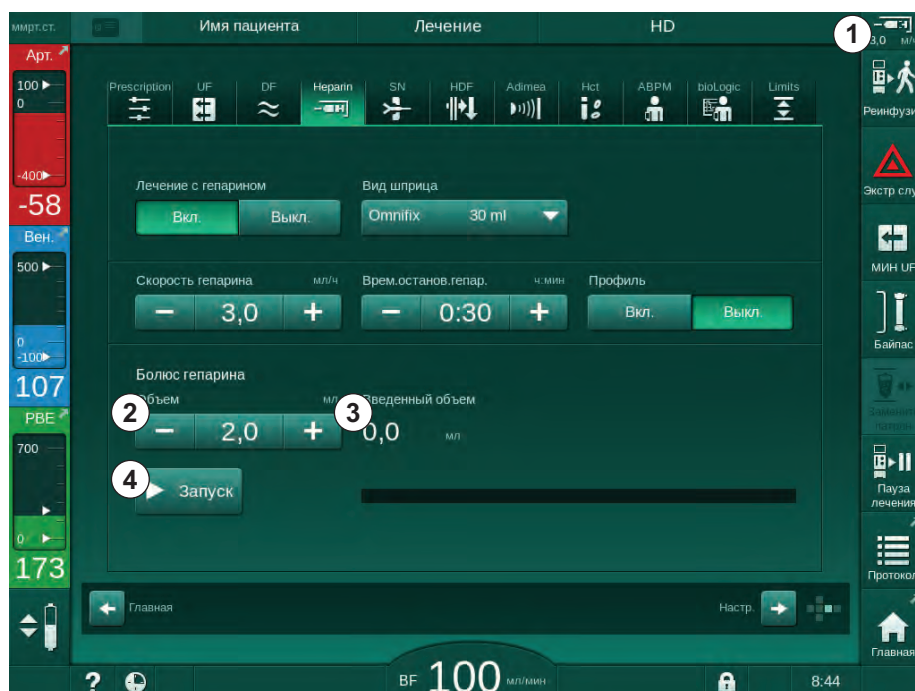 ммрт.ст.
Имя пациента
Лечение
HD
1
3,0 м/ч
Арт.
100
0
-400
-58
Вен.
500
0
-100
107
PBE
700
0
173
Prescription
UF
DF
Heparin
SN
HDF
Adimea
Hct
ABPM
bioLogic
Limits
Лечение с гепарином
Вкл.
Выкл.
Вид шприца
Omnifix 30 ml
Скорость гепарина мл/ч
3,0
Врем.останов.гепар. ч:мин
0:30
Профиль
Вкл.
Выкл.
Болюс гепарина
Объем мл
2
2,0
3
Введенный объем
0,0 мл
4
Запуск
Главная
Настр.
Реинфузи
Экстр слу
МИН UF
Байпас
Пауза
лечения
Протокол
Главная
?
BF 100 мл/мин
8:44